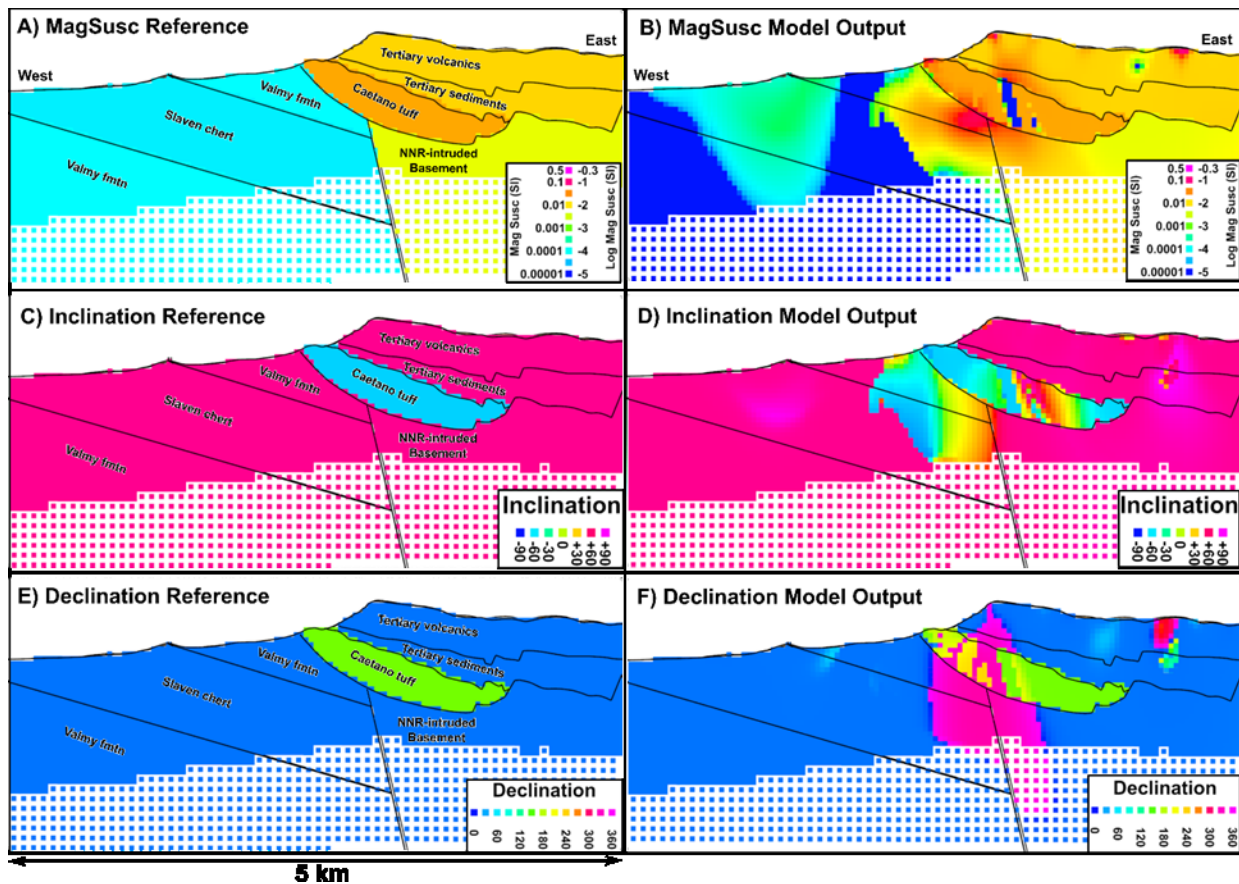 A) MagSusc Reference
East
West
Tertiary volcanics
Tertiary sediments
Valmy fmtn
Caetano tuff
Slaven chert
Valmy fmtn
NNR-intruded
Basement
Mag Susc (SI)
0.5
0.1
0.01
0.001
0.0001
0.00001
-0.3
-1
-2
-3
-4
-5
Log Mag Susc (SI)
B) MagSusc Model Output
East
West
Mag Susc (SI)
0.5
0.1
0.01
0.001
0.0001
0.00001
-0.3
-1
-2
-3
-4
-5
Log Mag Susc (SI)
C) Inclination Reference
Tertiary volcanics
Tertiary sediments
Valmy fmtn
Caetano tuff
Slaven chert
Valmy fmtn
NNR-intruded
Basement
Inclination
-90
-60
-30
0
+30
+60
+90
D) Inclination Model Output
Inclination
-90
-60
-30
0
+30
+60
+90
E) Declination Reference
Tertiary volcanics
Tertiary sediments
Valmy fmtn
Caetano tuff
Slaven chert
Valmy fmtn
NNR-intruded
Basement
Declination
0
60
120
180
240
300
360
F) Declination Model Output
Declination
0
60
120
180
240
300
360
5 km